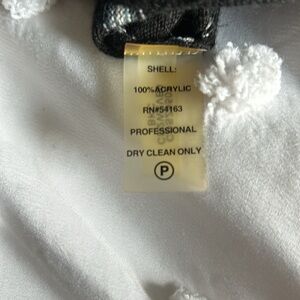 SHELL:
100%ACRYLIC
RN#54163
PROFESSIONAL
DRY CLEAN ONLY
P